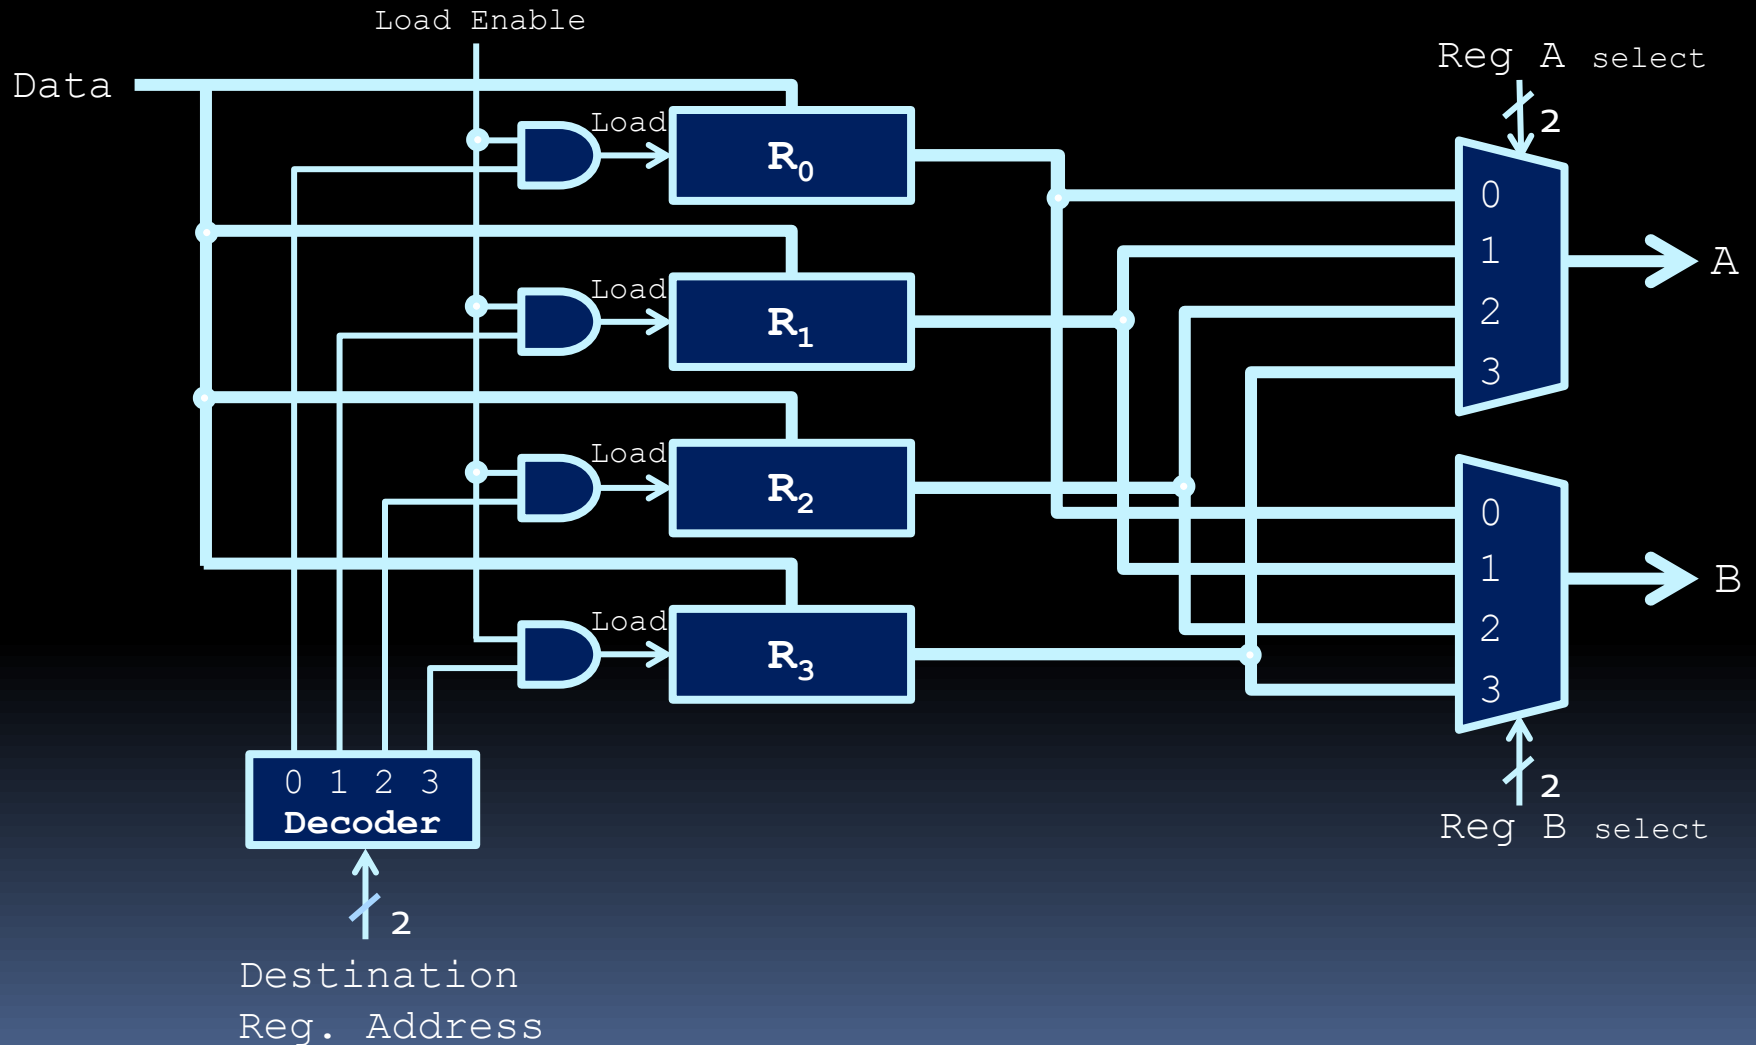 Load Enable
Data
Reg A select
2
Load
R0
0
1
2
3
A
Load
R1
Load
R2
Load
R3
0
1
2
3
B
0 1 2 3
Decoder
2
Reg B select
2
Destination
Reg. Address